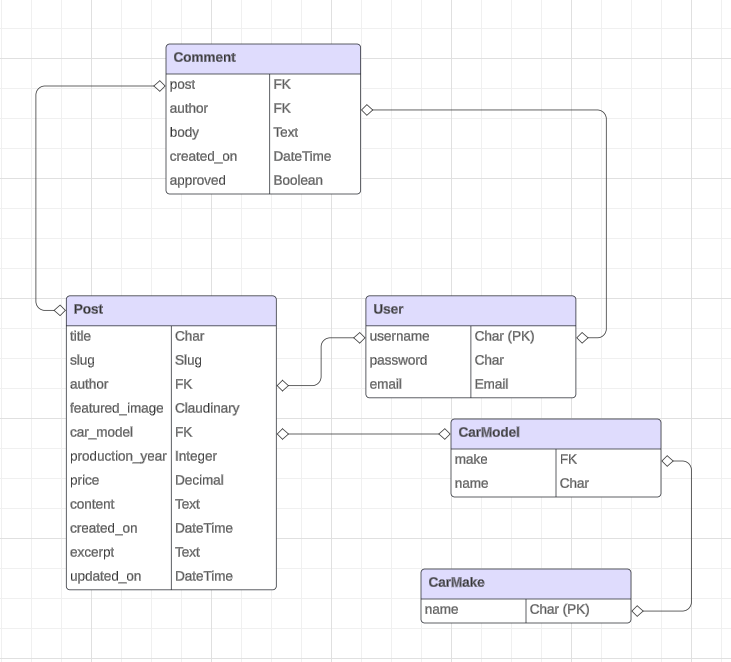 Comment
post FK
author FK
body Text
created_on DateTime
approved Boolean
Post
title Char
slug Slug
author FK
featured_image Claudinary
car_model FK
production_year Integer
price Decimal
content Text
created_on DateTime
excerpt Text
updated_on DateTime
User
username Char (PK)
password Char
email Email
CarModel
make FK
name Char
CarMake
name Char (PK)